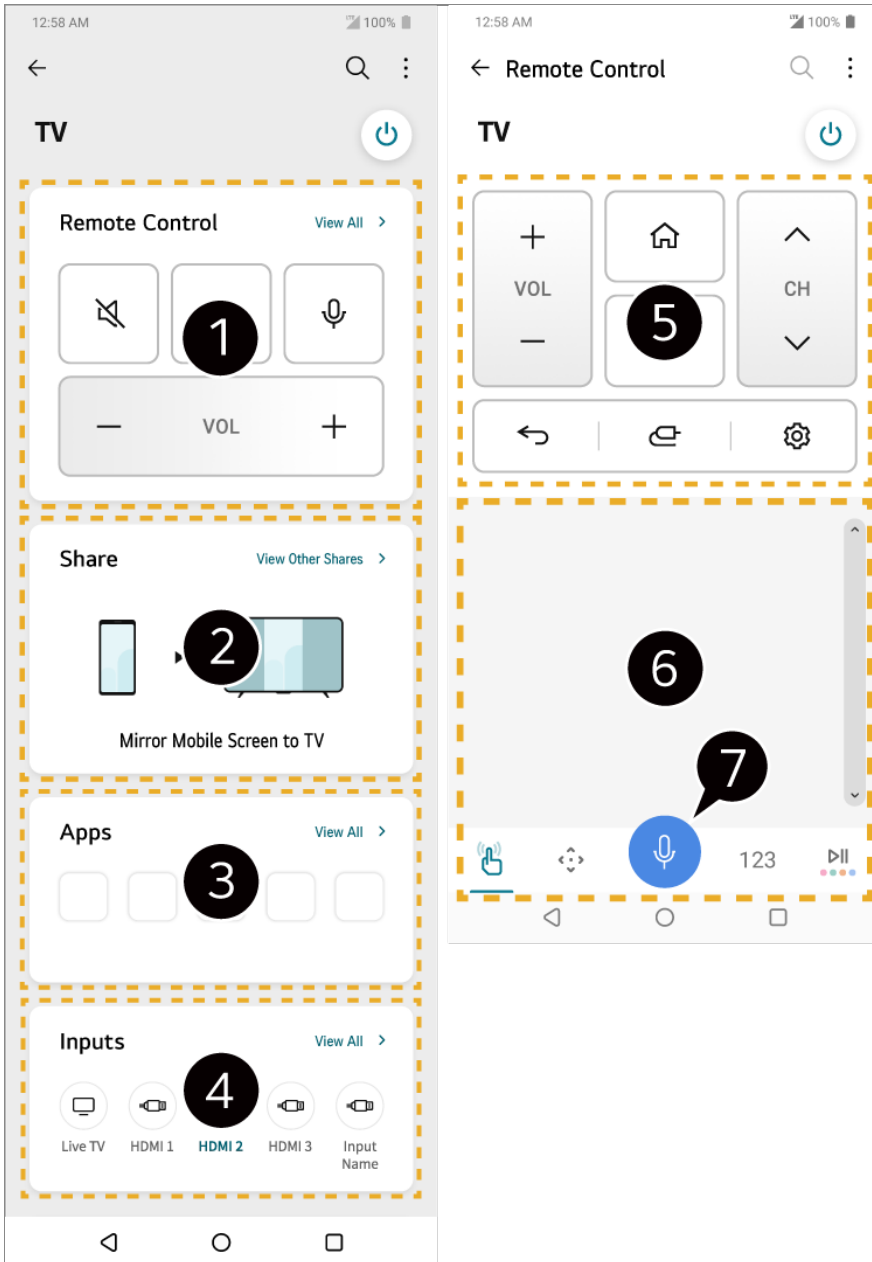 12:58 AM
LTE 100%
TV
Remote Control
View All >
1
VOL
Share
View Other Shares >
2
Mirror Mobile Screen to TV
Apps
View All >
3
Inputs
View All >
4
Live TV
HDMI 1
HDMI 2
HDMI 3
Input
Name
12:58 AM
LTE 100%
Remote Control
TV
VOL
5
CH
6
7
123